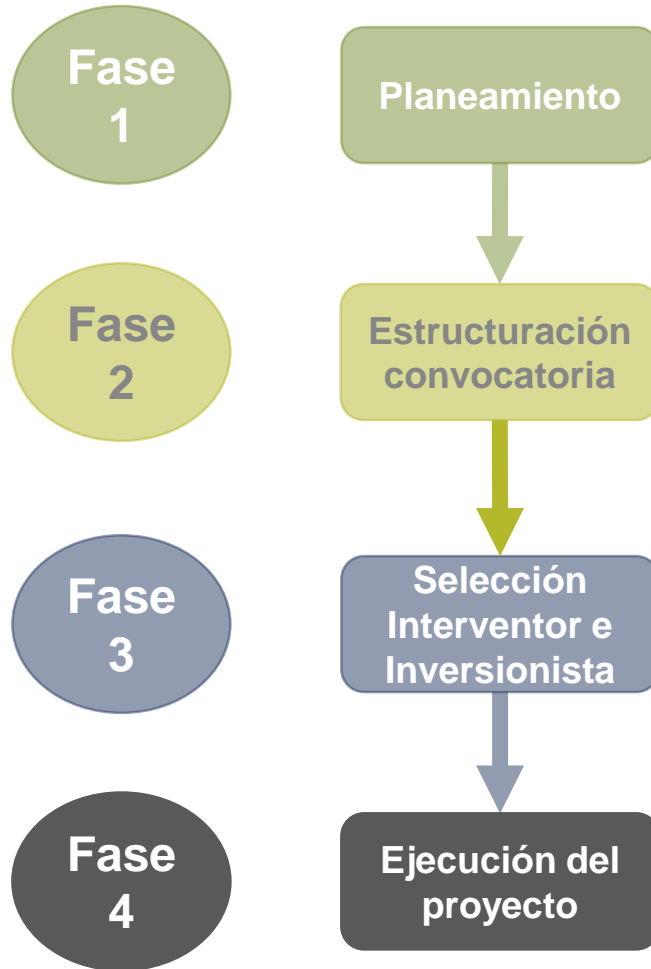 Fase
1
Planeamiento
Fase
2
Estructuración
convocatoria
Fase
3
Selección
Interventor e
Inversionista
Fase
4
Ejecución del
proyecto